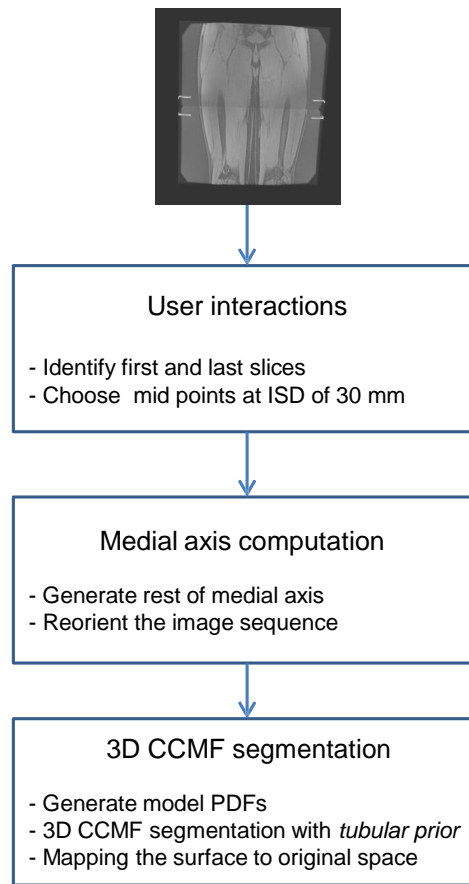 User interactions
- Identify first and last slices
- Choose mid points at ISD of 30 mm
Medial axis computation
- Generate rest of medial axis
- Reorient the image sequence
3D CCMF segmentation
- Generate model PDFs
- 3D CCMF segmentation with tubular prior
- Mapping the surface to original space